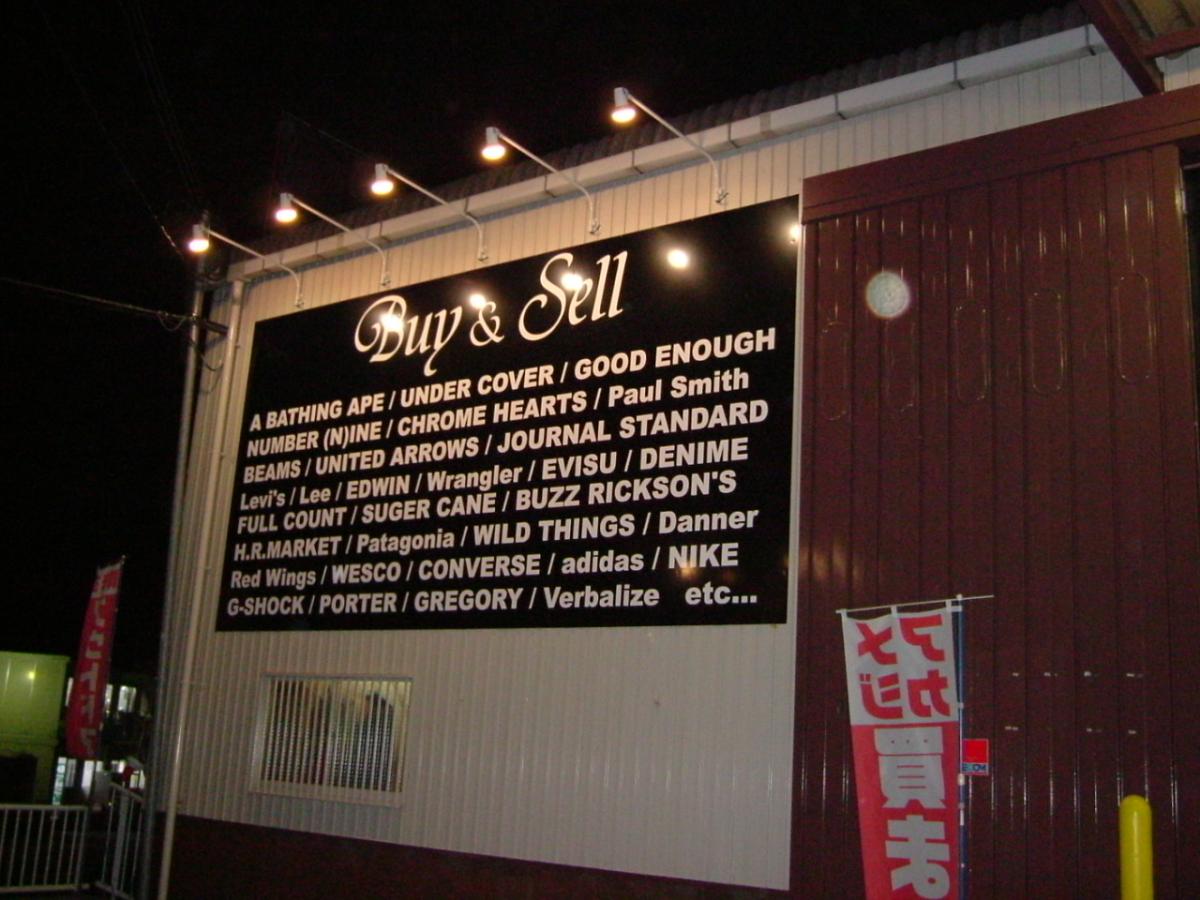 Buy & Sell
A BATHING APE / UNDER COVER / GOOD ENOUGH
NUMBER (N)INE / CHROME HEARTS / Paul Smith
BEAMS / UNITED ARROWS / JOURNAL STANDARD
Levi's / Lee / EDWIN / Wrangler / EVISU / DENIME
FULL COUNT / SUGER CANE / BUZZ RICKSON'S
H.R.MARKET / Patagonia / WILD THINGS / Danner
Red Wings / WESCO / CONVERSE / adidas / NIKE
G-SHOCK / PORTER / GREGORY / Verbalize etc...
アメ
カジ
買ま